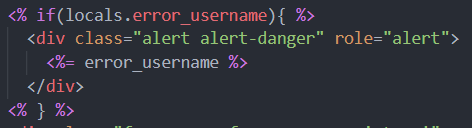 <% if(locals.error_username){ %>
<div class="alert alert-danger" role="alert">
<%= error_username %>
</div>
<% } %>